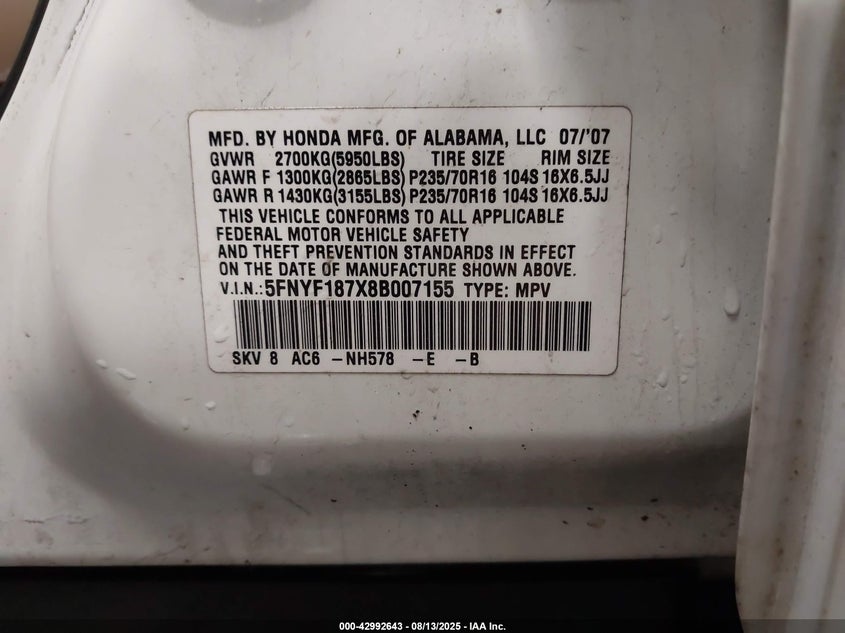 MFD. BY HONDA MFG. OF ALABAMA, LLC 07/'07
GVWR 2700KG(5950LBS) TIRE SIZE RIM SIZE
GAWR F 1300KG(2865LBS) P235/70R16 104S 16X6.5JJ
GAWR R 1430KG(3155LBS) P235/70R16 104S 16X6.5JJ
THIS VEHICLE CONFORMS TO ALL APPLICABLE
FEDERAL MOTOR VEHICLE SAFETY
AND THEFT PREVENTION STANDARDS IN EFFECT
ON THE DATE OF MANUFACTURE SHOWN ABOVE.
V.I.N.:5FNYF187X8B007155 TYPE: MPV
SKV 8 AC6 -NH578 -E -B
000-42992643 - 08/13/2025 - IAA Inc.